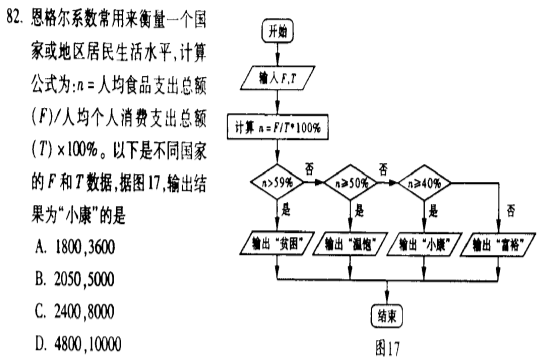 82. 恩格尔系数常用来衡量一个国
家或地区居民生活水平,计算
公式为:n=人均食品支出总额
(F)/人均个人消费支出总额
(T)×100%。以下是不同国家
的F和T数据,据图17,输出结
果为“小康”的是
A. 1800,3600
B. 2050,5000
C. 2400,8000
D. 4800,10000
开始
输入F,T
计算 n=F/T*100%
n>59%
否
n≥50%
否
n≥40%
是
是
是
否
输出“贫困”
输出“温饱”
输出“小康”
输出“富裕”
结束
图17